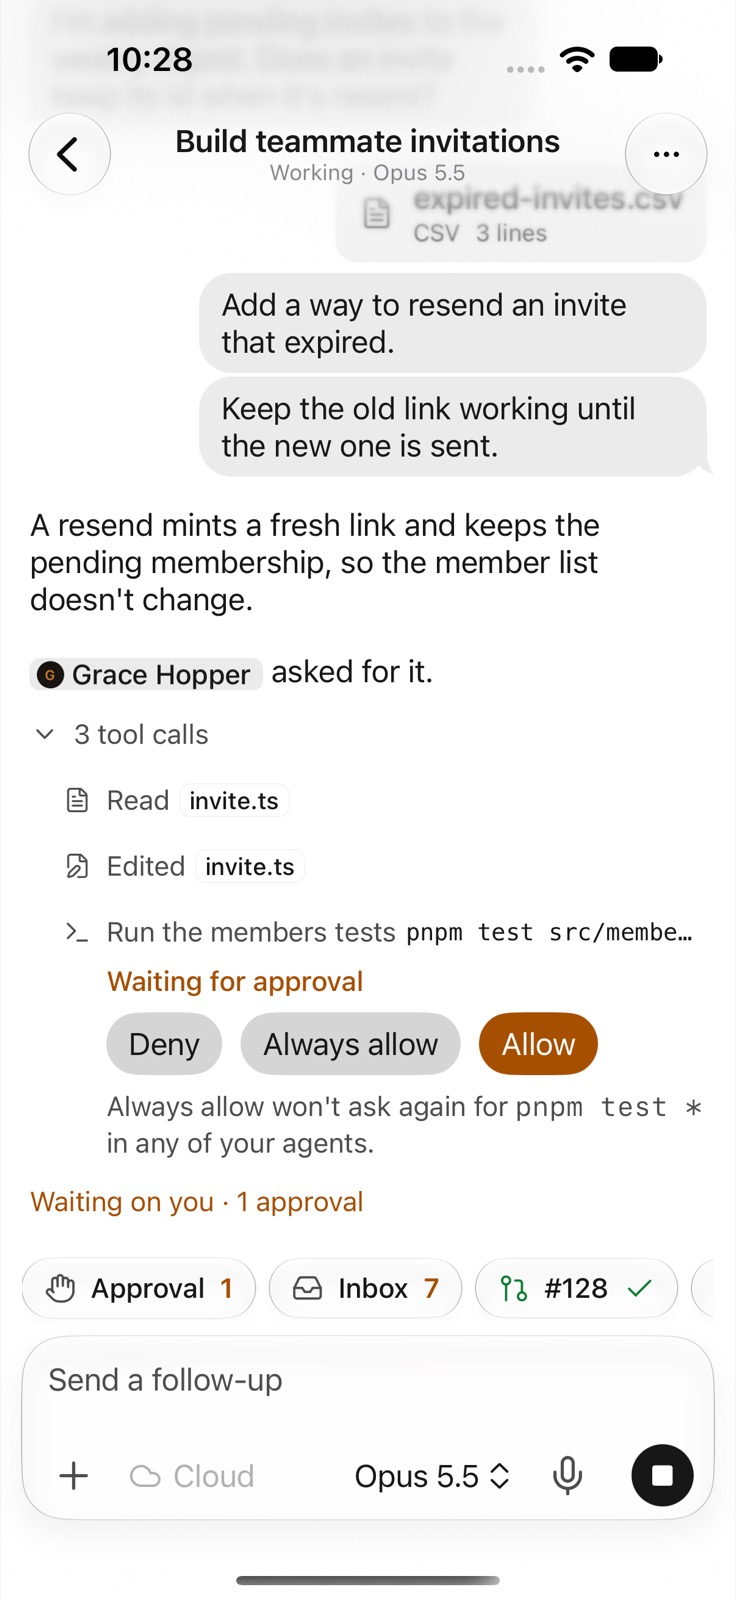 I'm adding pending invites to the
10:28
Build teammate invitations
Working · Opus 5.5
expired-invites.csv
CSV 3 lines
Add a way to resend an invite
that expired.
Keep the old link working until
the new one is sent.
A resend mints a fresh link and keeps the
pending membership, so the member list
doesn't change.
G Grace Hopper asked for it.
3 tool calls
Read invite.ts
Edited invite.ts
Run the members tests pnpm test src/membe…
Waiting for approval
Deny Always allow Allow
Always allow won't ask again for pnpm test *
in any of your agents.
Waiting on you · 1 approval
Approval 1 Inbox 7 #128
Send a follow-up
Cloud Opus 5.5